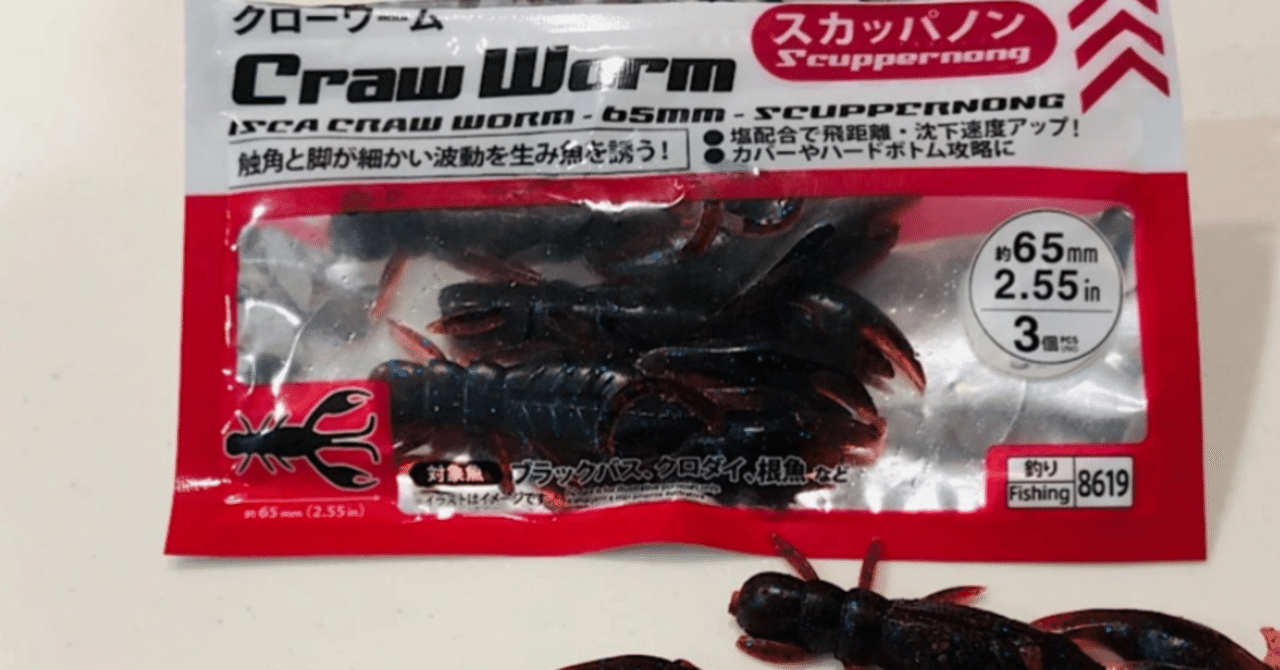 クローワーム
Craw Worm
スカッパノン
Scuppernong
ISCA CRAW WORM - 65mm - SCUPPERNONG
触角と脚が細かい波動を生み魚を誘う!
●塩配合で飛距離・沈下速度アップ!
●カバーやハードボトム攻略に
約65mm
2.55in
3個PCS
対象魚 ブラックバス、クロダイ、根魚など
※イラストはイメージです
約65mm(2.55in)
釣り
Fishing
8619